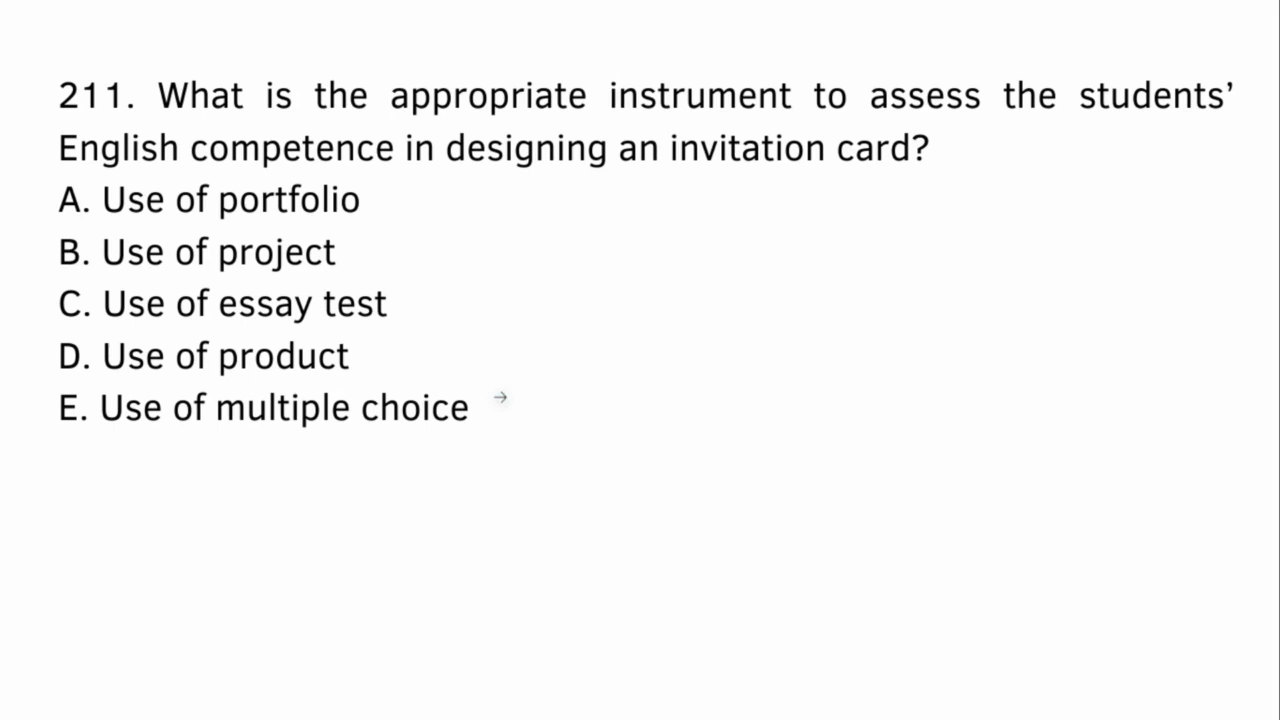 211. What is the appropriate instrument to assess the students’
English competence in designing an invitation card?
A. Use of portfolio
B. Use of project
C. Use of essay test
D. Use of product
E. Use of multiple choice